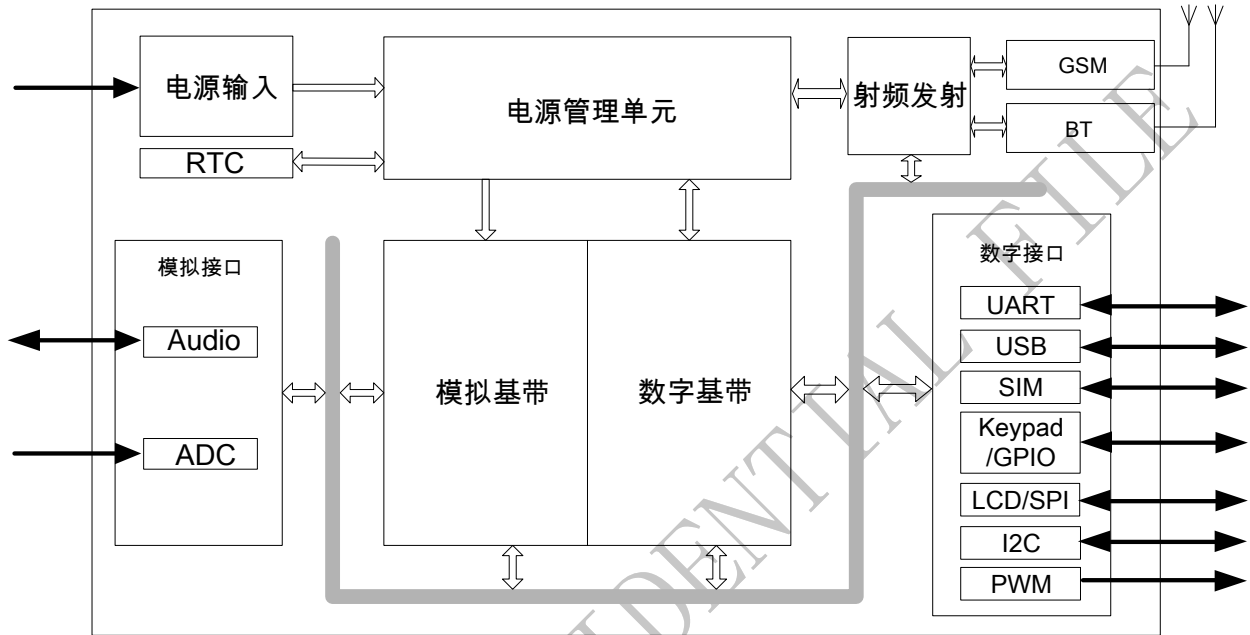 电源输入
RTC
电源管理单元
射频发射
GSM
BT
模拟接口
Audio
ADC
模拟基带
数字基带
数字接口
UART
USB
SIM
Keypad
/GPIO
LCD/SPI
I2C
PWM
IDENTIAL FILE